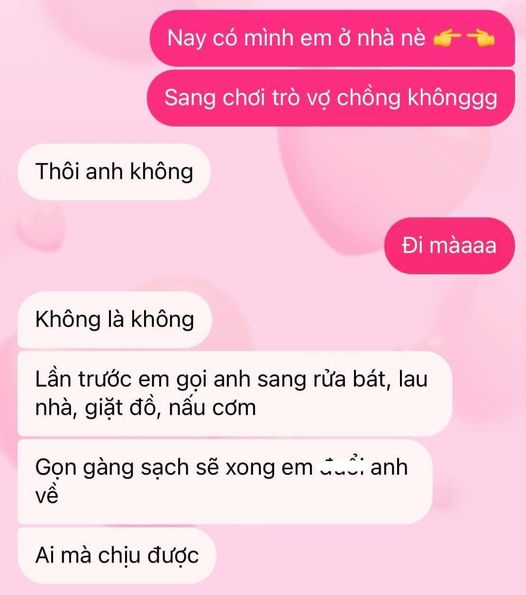 Nay có mình em ở nhà nè 👉👈
Sang chơi trò vợ chồng khônggg
Thôi anh không
Đi màaaa
Không là không
Lần trước em gọi anh sang rửa bát, lau
nhà, giặt đồ, nấu cơm
Gọn gàng sạch sẽ xong em anh
về
Ai mà chịu được